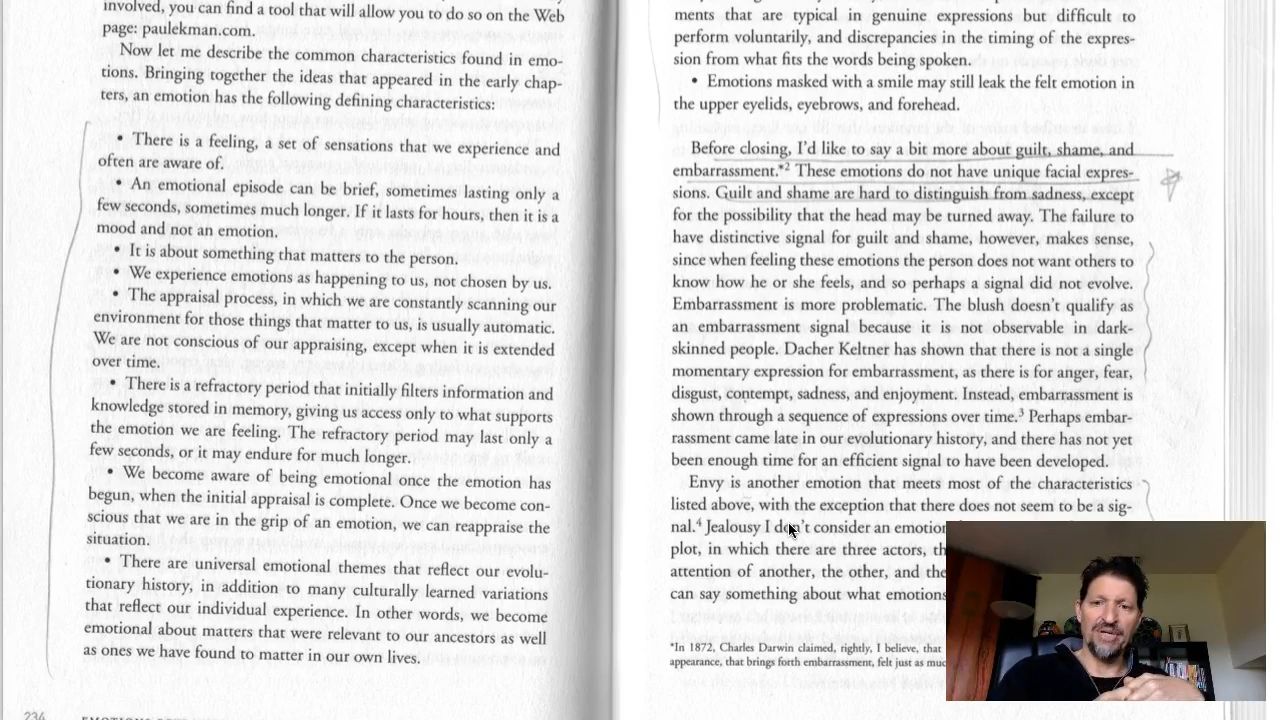 involved, you can find a tool that will allow you to do so on the Web
page: paulekman.com.
Now let me describe the common characteristics found in emo-
tions. Bringing together the ideas that appeared in the early chap-
ters, an emotion has the following defining characteristics:
• There is a feeling, a set of sensations that we experience and
often are aware of.
• An emotional episode can be brief, sometimes lasting only a
few seconds, sometimes much longer. If it lasts for hours, then it is a
mood and not an emotion.
• It is about something that matters to the person.
• We experience emotions as happening to us, not chosen by us.
• The appraisal process, in which we are constantly scanning our
environment for those things that matter to us, is usually automatic.
We are not conscious of our appraising, except when it is extended
over time.
• There is a refractory period that initially filters information and
knowledge stored in memory, giving us access only to what supports
the emotion we are feeling. The refractory period may last only a
few seconds, or it may endure for much longer.
• We become aware of being emotional once the emotion has
begun, when the initial appraisal is complete. Once we become con-
scious that we are in the grip of an emotion, we can reappraise the
situation.
• There are universal emotional themes that reflect our evolu-
tionary history, in addition to many culturally learned variations
that reflect our individual experience. In other words, we become
emotional about matters that were relevant to our ancestors as well
as ones we have found to matter in our own lives.
234
ments that are typical in genuine expressions but difficult to
perform voluntarily, and discrepancies in the timing of the expres-
sion from what fits the words being spoken.
• Emotions masked with a smile may still leak the felt emotion in
the upper eyelids, eyebrows, and forehead.
Before closing, I'd like to say a bit more about guilt, shame, and
embarrassment.*2 These emotions do not have unique facial expres-
sions. Guilt and shame are hard to distinguish from sadness, except
for the possibility that the head may be turned away. The failure to
have distinctive signal for guilt and shame, however, makes sense,
since when feeling these emotions the person does not want others to
know how he or she feels, and so perhaps a signal did not evolve.
Embarrassment is more problematic. The blush doesn't qualify as
an embarrassment signal because it is not observable in dark-
skinned people. Dacher Keltner has shown that there is not a single
momentary expression for embarrassment, as there is for anger, fear,
disgust, contempt, sadness, and enjoyment. Instead, embarrassment is
shown through a sequence of expressions over time.3 Perhaps embar-
rassment came late in our evolutionary history, and there has not yet
been enough time for an efficient signal to have been developed.
Envy is another emotion that meets most of the characteristics
listed above, with the exception that there does not seem to be a sig-
nal.4 Jealousy I don't consider an emotion
plot, in which there are three actors, th
attention of another, the other, and the
can say something about what emotions
*In 1872, Charles Darwin claimed, rightly, I believe, that
appearance, that brings forth embarrassment, felt just as muc